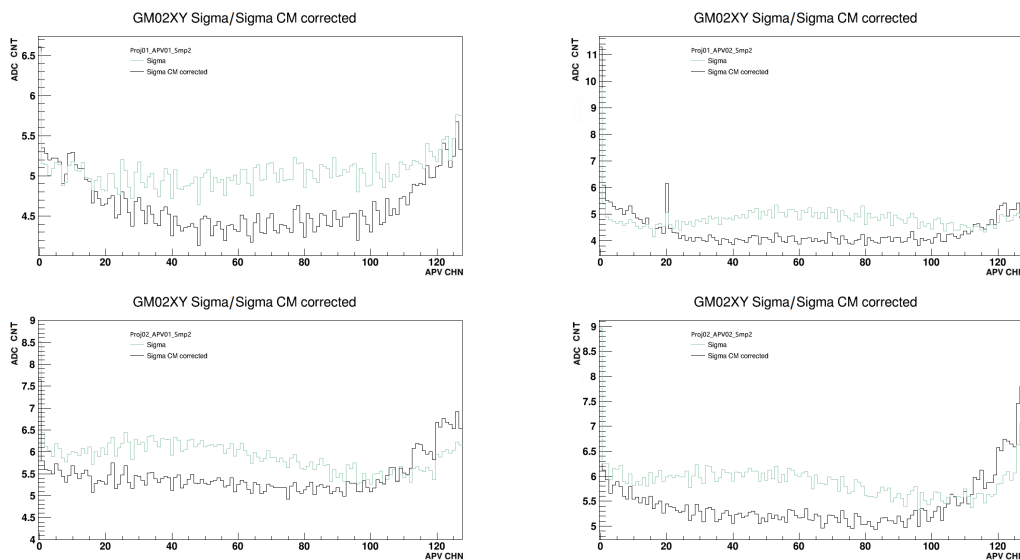 GM02XY Sigma/Sigma CM corrected
ADC CNT
Proj01_APV01_Smp2
Sigma
Sigma CM corrected
6.5
6
5.5
5
4.5
0 20 40 60 80 100 120
APV CHN
GM02XY Sigma/Sigma CM corrected
ADC CNT
Proj01_APV02_Smp2
Sigma
Sigma CM corrected
11
10
9
8
7
6
5
4
0 20 40 60 80 100 120
APV CHN
GM02XY Sigma/Sigma CM corrected
ADC CNT
Proj02_APV01_Smp2
Sigma
Sigma CM corrected
9
8.5
8
7.5
7
6.5
6
5.5
5
4.5
4
0 20 40 60 80 100 120
APV CHN
GM02XY Sigma/Sigma CM corrected
ADC CNT
Proj02_APV02_Smp2
Sigma
Sigma CM corrected
9
8.5
8
7.5
7
6.5
6
5.5
5
0 20 40 60 80 100 120
APV CHN